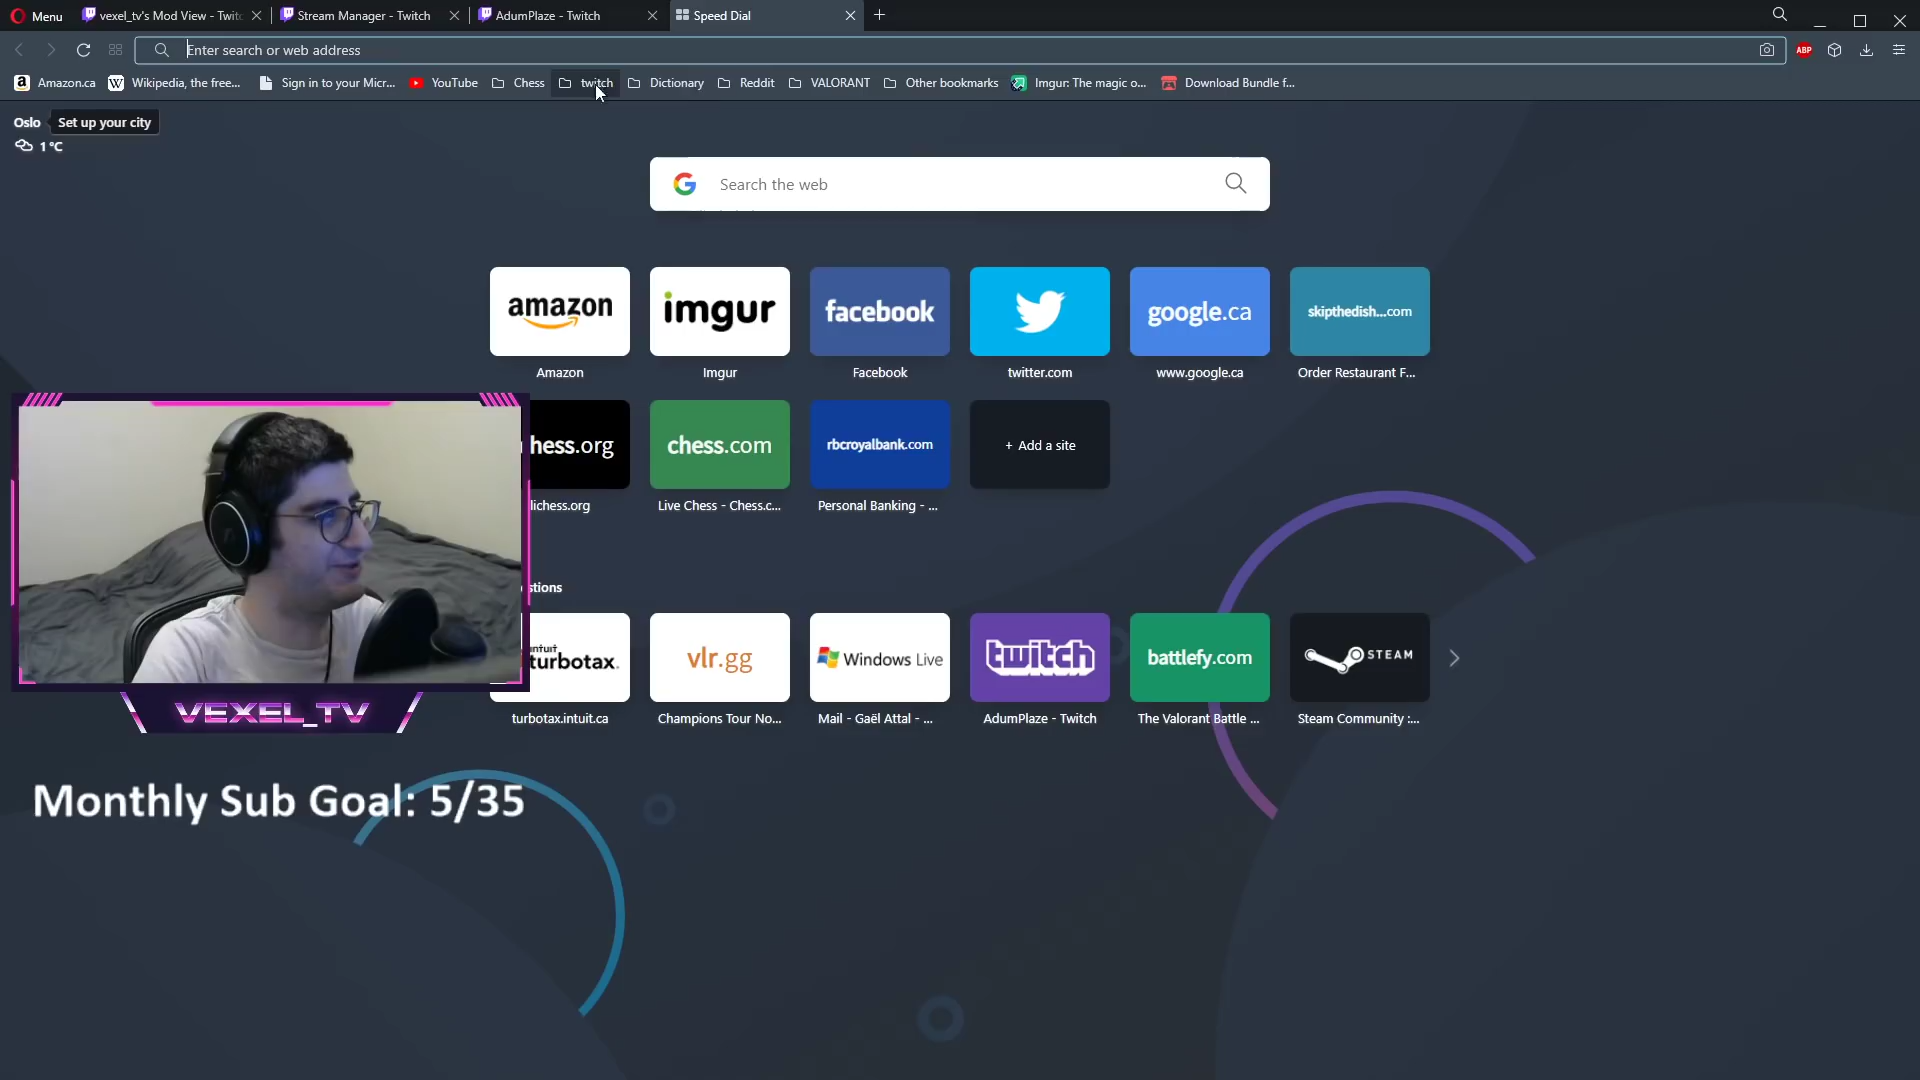 Menu
vexel_tv's Mod View - Twitc
Stream Manager - Twitch
AdumPlaze - Twitch
Speed Dial
Enter search or web address
ABP
Amazon.ca
Wikipedia, the free...
Sign in to your Micr...
YouTube
Chess
twitch
Dictionary
Reddit
VALORANT
Other bookmarks
Imgur: The magic o...
Download Bundle f...
Oslo
Set up your city
1°C
Search the web
amazon
imgur
facebook
google.ca
skipthedish...com
Amazon
Imgur
Facebook
twitter.com
www.google.ca
Order Restaurant F...
hess.org
chess.com
rbcroyalbank.com
+ Add a site
lichess.org
Live Chess - Chess.c...
Personal Banking - ...
stions
intuit
turbotax.
vlr.gg
Windows Live
twitch
battlefy.com
STEAM
turbotax.intuit.ca
Champions Tour No...
Mail - Gaël Attal - ...
AdumPlaze - Twitch
The Valorant Battle ...
Steam Community :...
VEXEL_TV
Monthly Sub Goal: 5/35